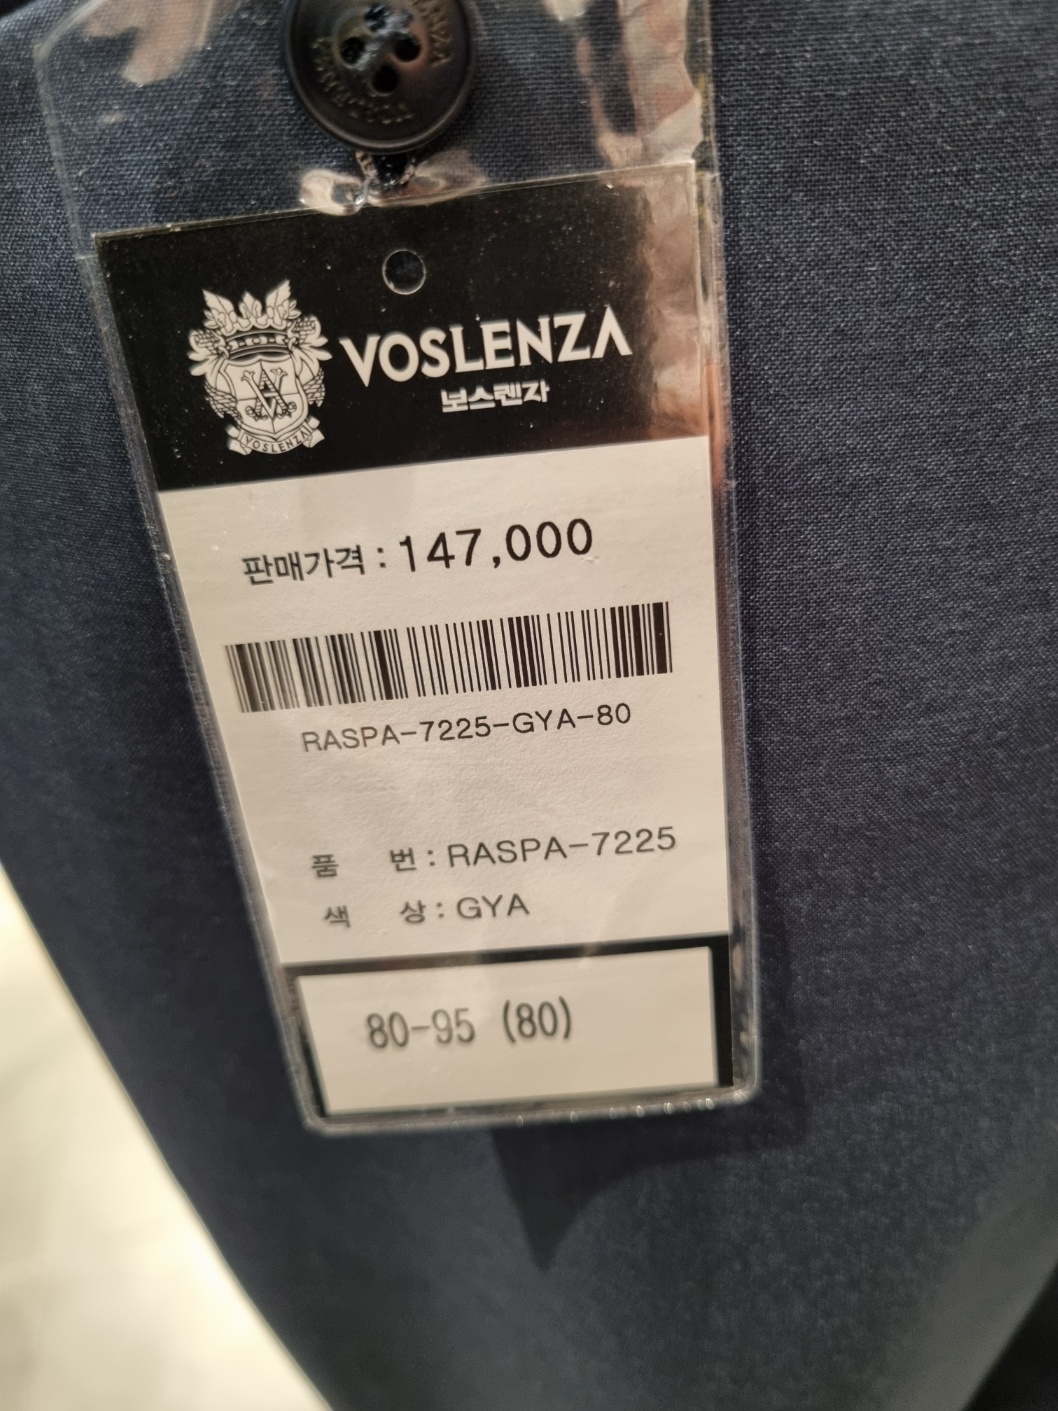 VOSLENZA
보스렌자
VOSLENZA
판매가격 : 147,000
RASPA-7225-GYA-80
품 번 : RASPA-7225
색 상 : GYA
80-95 (80)